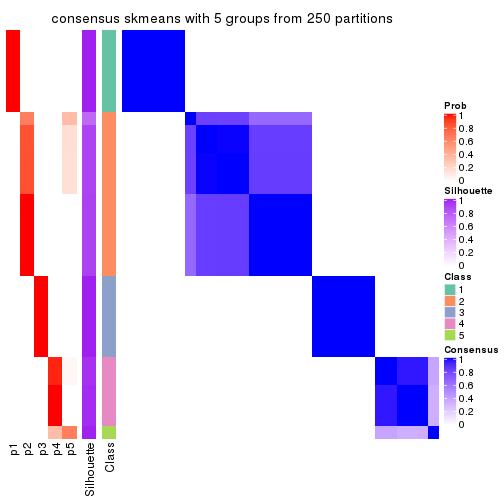 consensus skmeans with 5 groups from 250 partitions
Prob
1
0.8
0.6
0.4
0.2
0
Silhouette
1
0.8
0.6
0.4
0.2
0
Class
1
2
3
4
5
Consensus
1
0.8
0.6
0.4
0.2
0
p1
p2
p3
p4
p5
Silhouette
Class